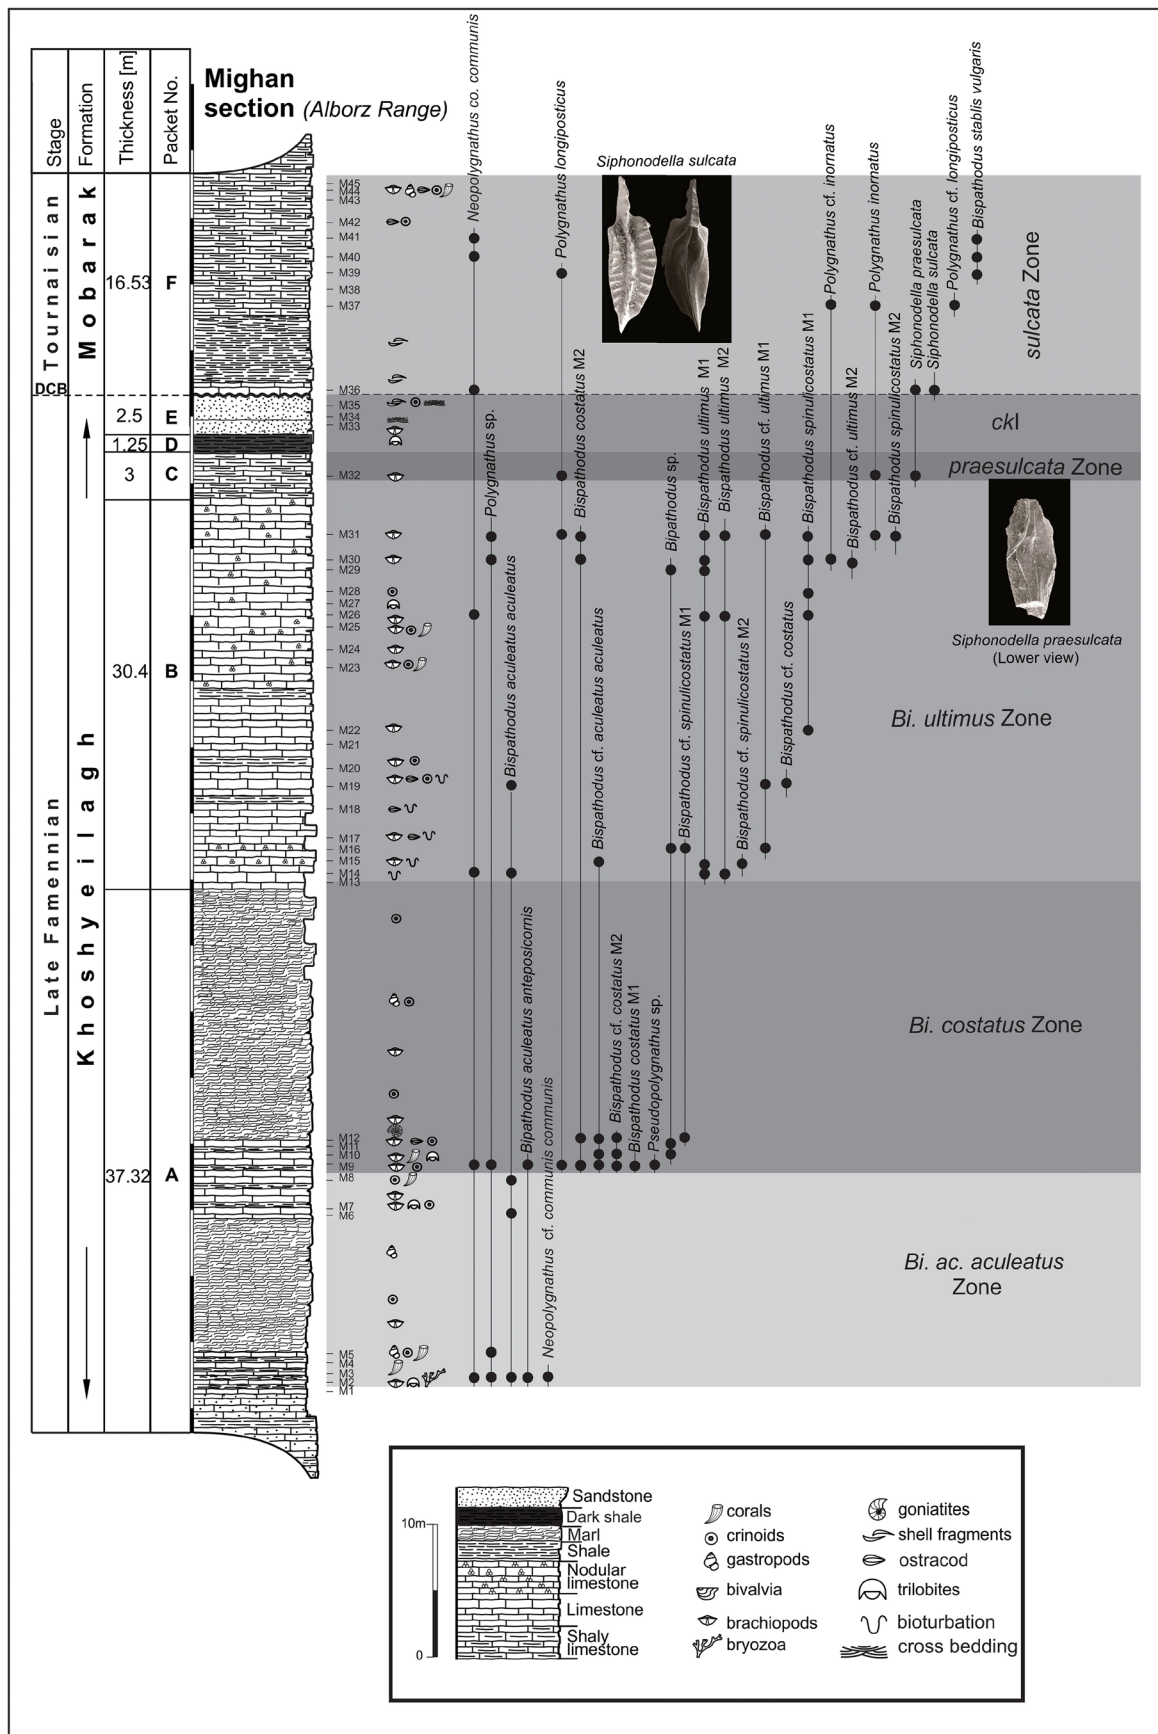 Stage
Formation
Thickness [m]
Packet No.
Mighan
section (Alborz Range)
Tournaisian
DCB
Late Famennian
Mobarak
Khoshyeilagh
16.53
F
2.5
E
1.25
D
3
C
30.4
B
37.32
A
M45
M44
M43
M42
M41
M40
M39
M38
M37
M36
M35
M34
M33
M32
M31
M30
M29
M28
M27
M26
M25
M24
M23
M22
M21
M20
M19
M18
M17
M16
M15
M14
M13
M12
M11
M10
M9
M8
M7
M6
M5
M4
M3
M2
M1
Neopolygnathus co. communis
Polygnathus sp.
Bispathodus aculeatus aculeatus
Bipathodus aculeatus anteposicornis
Neopolygnathus cf. communis communis
Polygnathus longiposticus
Bispathodus costatus M2
Bispathodus cf. aculeatus aculeatus
Bispathodus cf. costatus M2
Bispathodus costatus M1
Pseudopolygnathus sp.
Bipathodus sp.
Bispathodus cf. spinulicostatus M1
Bispathodus ultimus M1
Bispathodus ultimus M2
Bispathodus cf. spinulicostatus M2
Bispathodus cf. ultimus M1
Bispathodus cf. costatus
Bispathodus spinulicostatus M1
Polygnathus cf. inornatus
Bispathodus cf. ultimus M2
Polygnathus inornatus
Bispathodus spinulicostatus M2
Siphonodella praesulcata
Siphonodella sulcata
Polygnathus cf. longiposticus
Bispathodus stablis vulgaris
Siphonodella sulcata
sulcata Zone
ckI
praesulcata Zone
Siphonodella praesulcata
(Lower view)
Bi. ultimus Zone
Bi. costatus Zone
Bi. ac. aculeatus
Zone
10m
0
Sandstone
Dark shale
Marl
Shale
Nodular
limestone
Limestone
Shaly
limestone
corals
crinoids
gastropods
bivalvia
brachiopods
bryozoa
goniatites
shell fragments
ostracod
trilobites
bioturbation
cross bedding